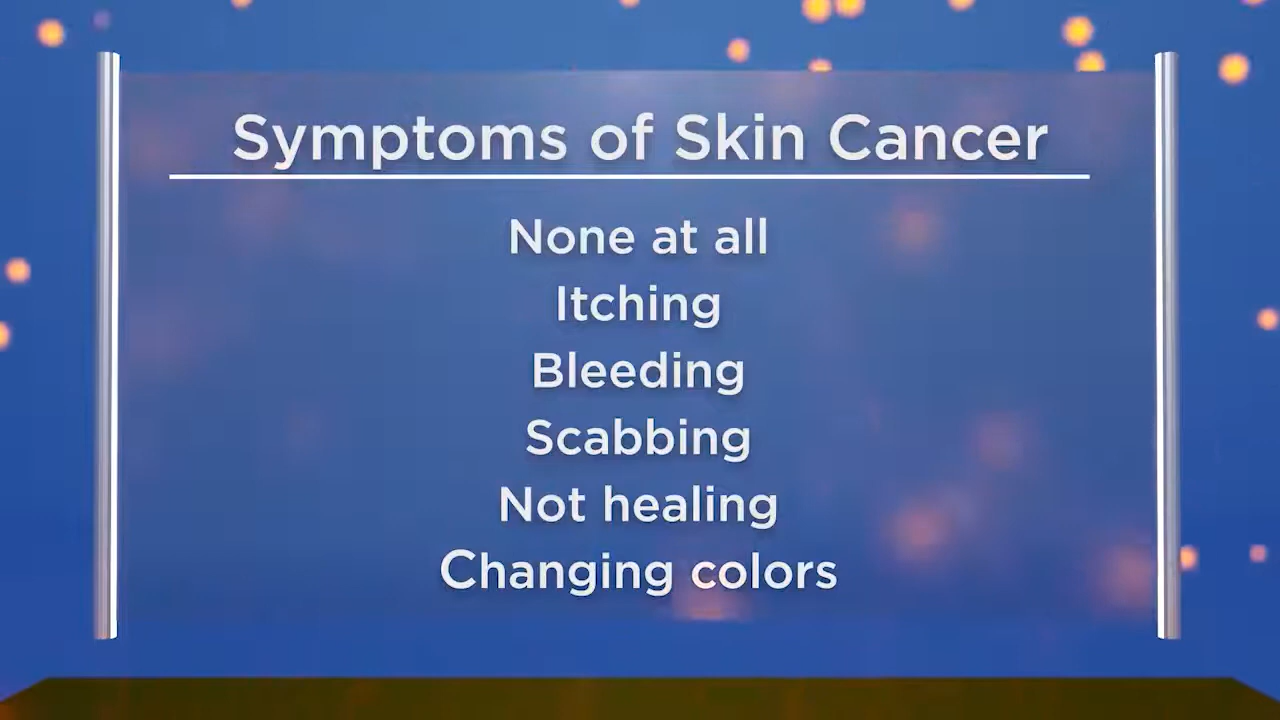 Symptoms of Skin Cancer
None at all
Itching
Bleeding
Scabbing
Not healing
Changing colors